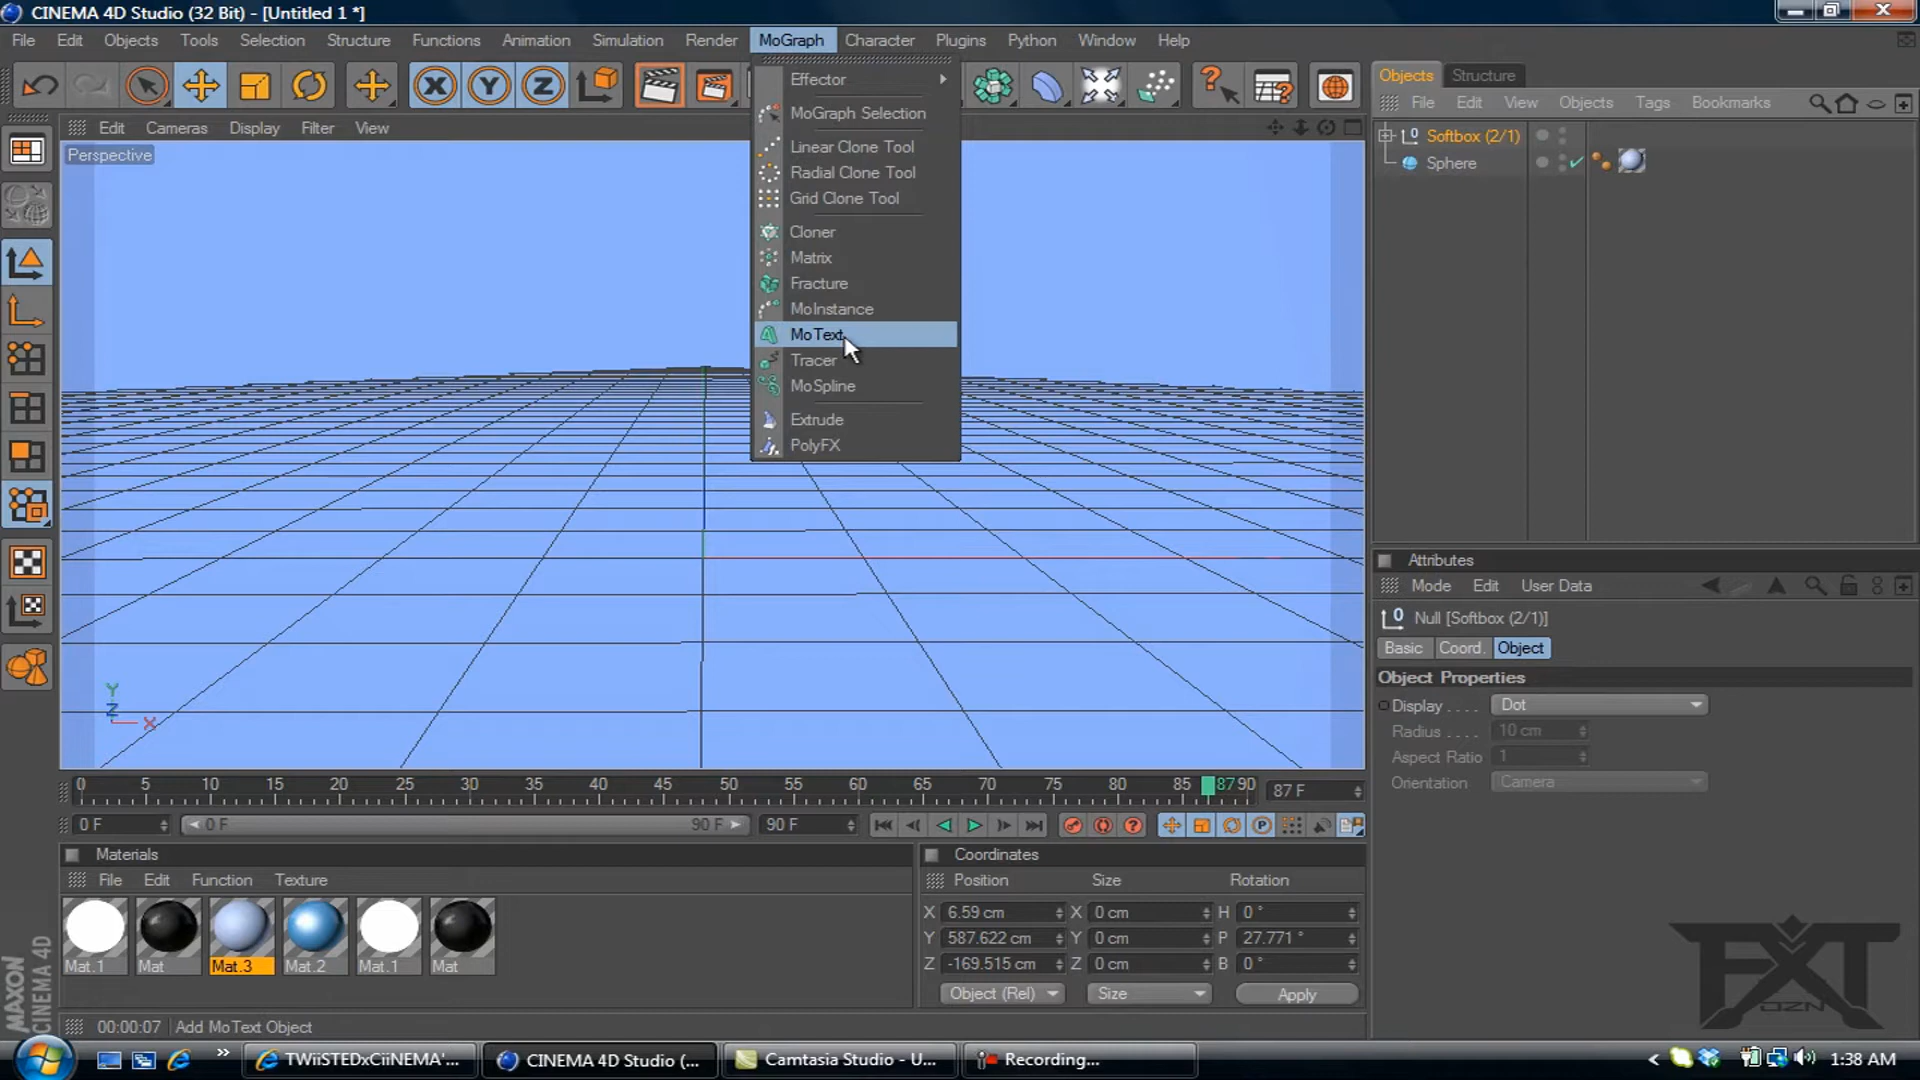 CINEMA 4D Studio (32 Bit) - [Untitled 1 *]
File Edit Objects Tools Selection Structure Functions Animation Simulation Render MoGraph Character Plugins Python Window Help
X Y Z
Objects Structure
File Edit View Objects Tags Bookmarks
Softbox (2/1)
Sphere
Edit Cameras Display Filter View
Perspective
Effector
MoGraph Selection
Linear Clone Tool
Radial Clone Tool
Grid Clone Tool
Cloner
Matrix
Fracture
MoInstance
MoText
Tracer
MoSpline
Extrude
PolyFX
Y
Z
X
Attributes
Mode Edit User Data
Null [Softbox (2/1)]
Basic Coord. Object
Object Properties
Display . . . . Dot
Radius . . . . 10 cm
Aspect Ratio 1
Orientation Camera
0 5 10 15 20 25 30 35 40 45 50 55 60 65 70 75 80 85 87 90 87 F
0 F 0 F 90 F 90 F
Materials
File Edit Function Texture
Mat.1 Mat Mat.3 Mat.2 Mat.1 Mat
Coordinates
Position Size Rotation
X 6.59 cm X 0 cm H 0 °
Y 587.622 cm Y 0 cm P 27.771 °
Z -169.515 cm Z 0 cm B 0 °
Object (Rel) Size Apply
MAXON
CINEMA 4D
00:00:07 Add MoText Object
FXT
OZN
TWiiSTEDxCiiNEMA'... CINEMA 4D Studio (... Camtasia Studio - U... Recording... 1:38 AM